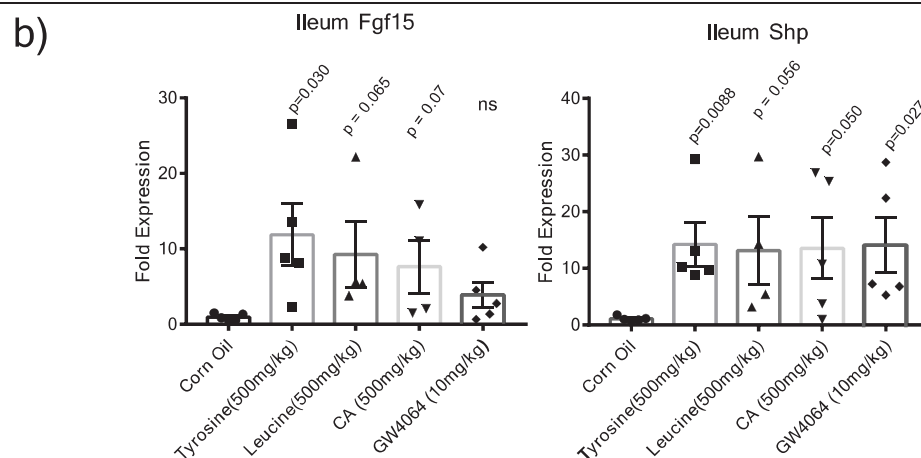 b)
Ileum Fgf15
Fold Expression
30
20
10
0
p=0.030
p = 0.065
p = 0.07
ns
Corn Oil
Tyrosine(500mg/kg)
Leucine(500mg/kg)
CA (500mg/kg)
GW4064 (10mg/kg)
Ileum Shp
Fold Expression
40
30
20
10
0
p=0.0088
p = 0.056
p=0.050
p=0.027
Corn Oil
Tyrosine(500mg/kg)
Leucine(500mg/kg)
CA (500mg/kg)
GW4064 (10mg/kg)